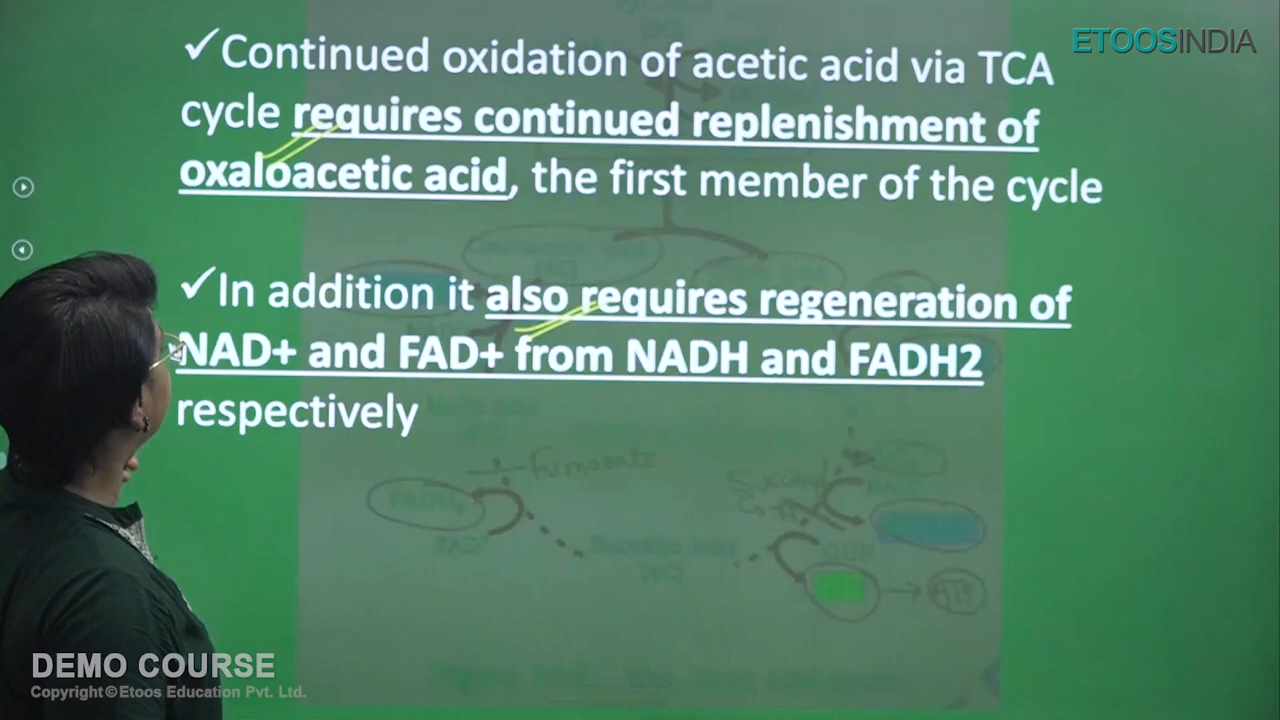 ETOOSINDIA
✓Continued oxidation of acetic acid via TCA
cycle requires continued replenishment of
oxaloacetic acid, the first member of the cycle
✓In addition it also requires regeneration of
NAD+ and FAD+ from NADH and FADH2
respectively
Fumarate
ATP
DEMO COURSE
Copyright©Etoos Education Pvt. Ltd.